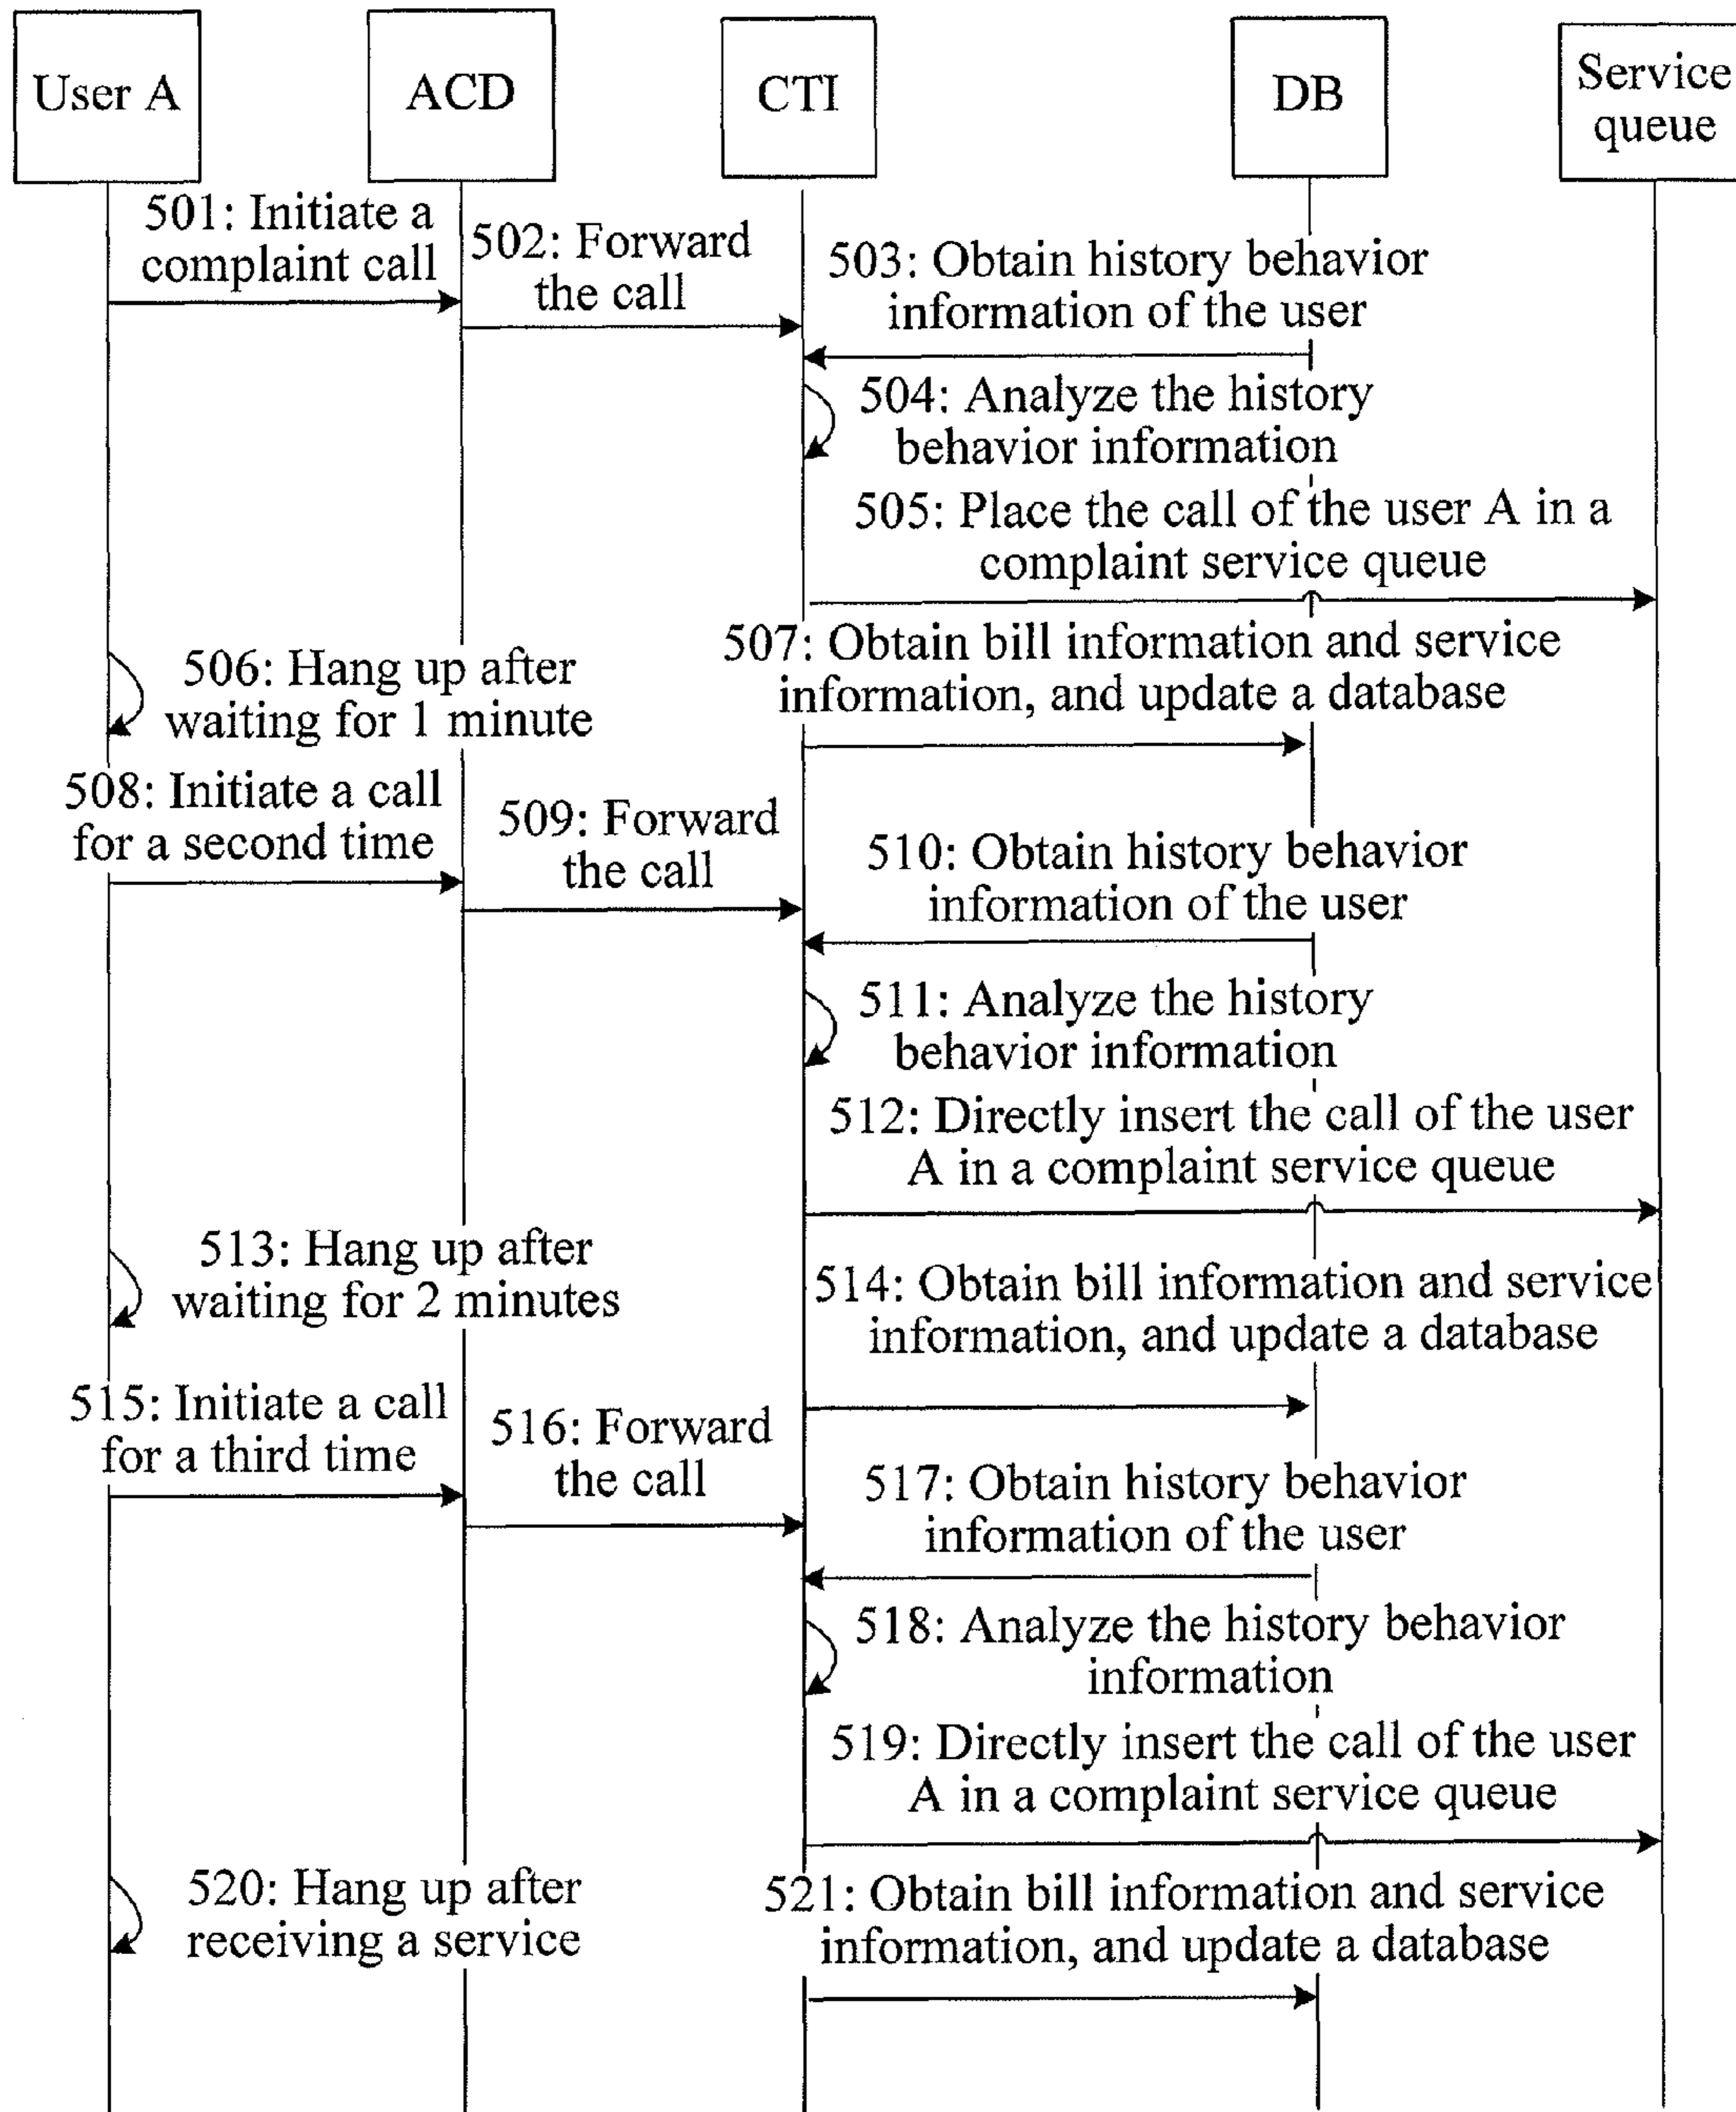 User A
ACD
CTI
DB
Service
queue
501: Initiate a
complaint call
502: Forward
the call
503: Obtain history behavior
information of the user
504: Analyze the history
behavior information
505: Place the call of the user A in a
complaint service queue
506: Hang up after
waiting for 1 minute
507: Obtain bill information and service
information, and update a database
508: Initiate a call
for a second time
509: Forward
the call
510: Obtain history behavior
information of the user
511: Analyze the history
behavior information
512: Directly insert the call of the user
A in a complaint service queue
513: Hang up after
waiting for 2 minutes
514: Obtain bill information and service
information, and update a database
515: Initiate a call
for a third time
516: Forward
the call
517: Obtain history behavior
information of the user
518: Analyze the history behavior
information
519: Directly insert the call of the user
A in a complaint service queue
520: Hang up after
receiving a service
521: Obtain bill information and service
information, and update a database